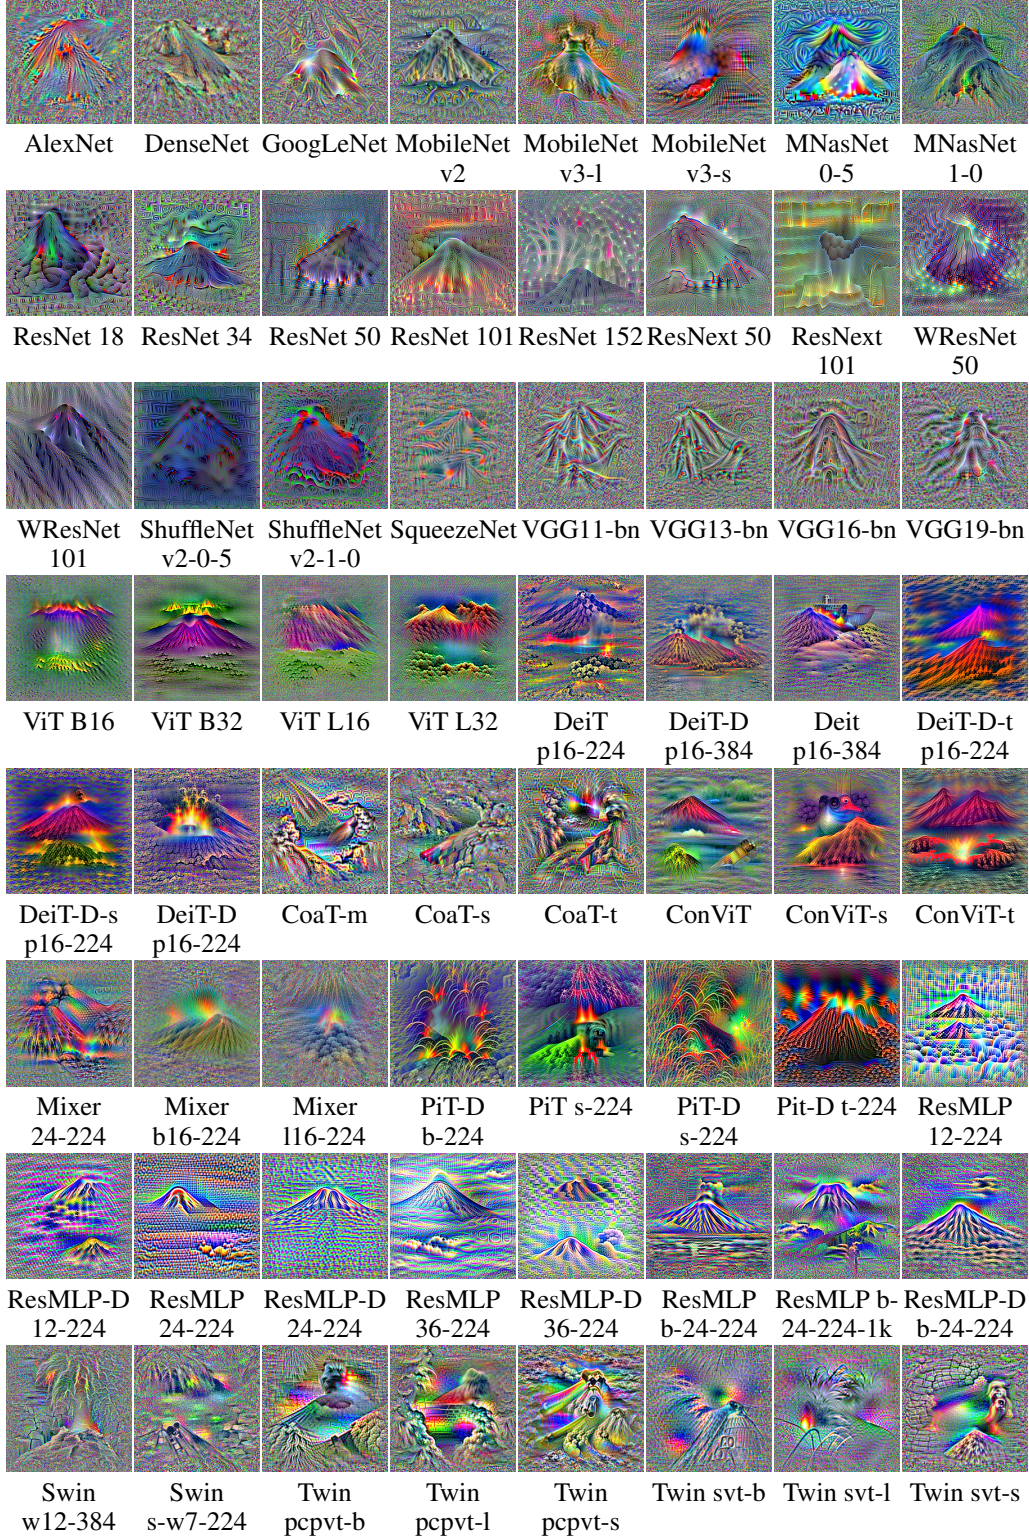 AlexNet DenseNet GoogLeNet MobileNet MobileNet MobileNet MNasNet MNasNet
v2 v3-l v3-s 0-5 1-0
ResNet 18 ResNet 34 ResNet 50 ResNet 101 ResNet 152 ResNext 50 ResNext WResNet
101 50
WResNet ShuffleNet ShuffleNet SqueezeNet VGG11-bn VGG13-bn VGG16-bn VGG19-bn
101 v2-0-5 v2-1-0
ViT B16 ViT B32 ViT L16 ViT L32 DeiT DeiT-D Deit DeiT-D-t
p16-224 p16-384 p16-384 p16-224
DeiT-D-s DeiT-D CoaT-m CoaT-s CoaT-t ConViT ConViT-s ConViT-t
p16-224 p16-224
Mixer Mixer Mixer PiT-D PiT s-224 PiT-D Pit-D t-224 ResMLP
24-224 b16-224 l16-224 b-224 s-224 12-224
ResMLP-D ResMLP ResMLP-D ResMLP ResMLP-D ResMLP ResMLP b- ResMLP-D
12-224 24-224 24-224 36-224 36-224 b-24-224 24-224-1k b-24-224
Swin Swin Twin Twin Twin Twin svt-b Twin svt-l Twin svt-s
w12-384 s-w7-224 pcpvt-b pcpvt-l pcpvt-s